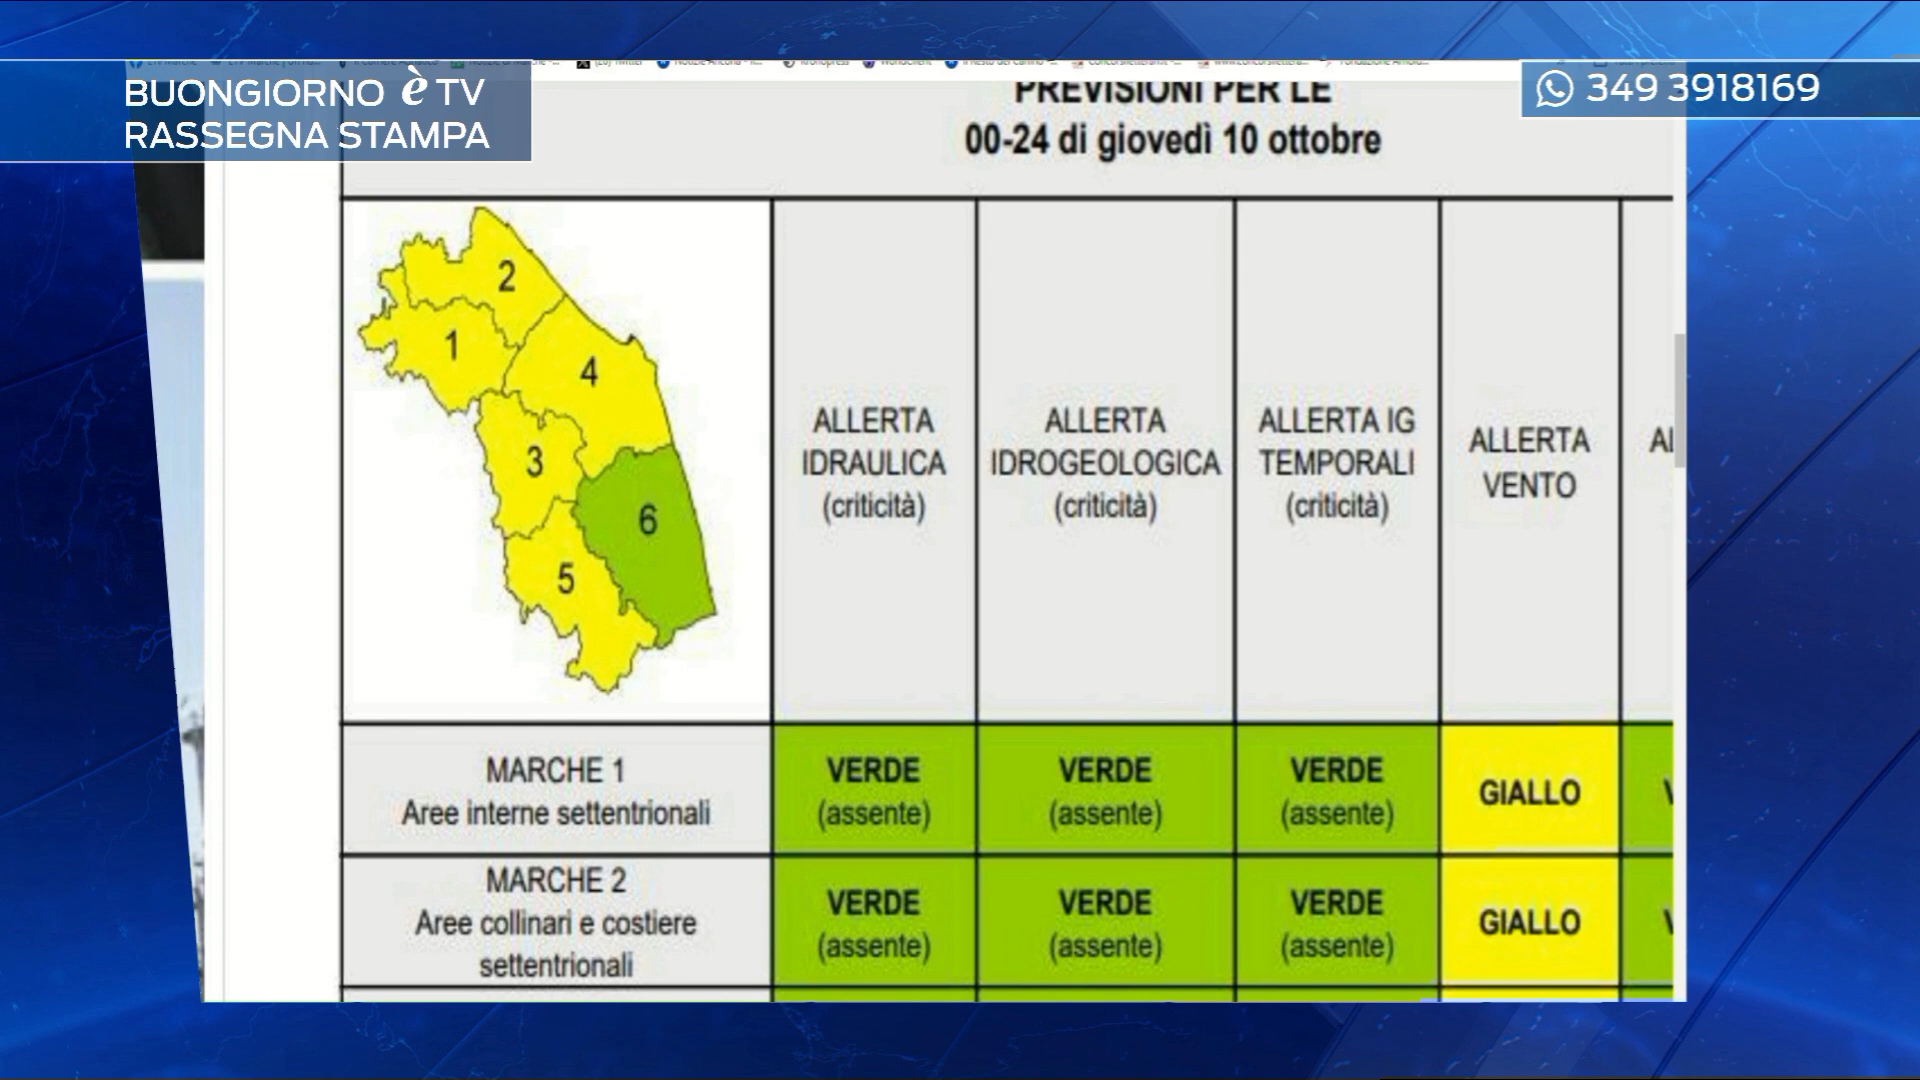 BUONGIORNO è TV
RASSEGNA STAMPA
349 3918169
PREVISIONI PER LE
00-24 di giovedì 10 ottobre
2
1
4
3
6
5
ALLERTA
IDRAULICA
(criticità)
ALLERTA
IDROGEOLOGICA
(criticità)
ALLERTA IG
TEMPORALI
(criticità)
ALLERTA
VENTO
MARCHE 1
Aree interne settentrionali
VERDE
(assente)
VERDE
(assente)
VERDE
(assente)
GIALLO
MARCHE 2
Aree collinari e costiere
settentrionali
VERDE
(assente)
VERDE
(assente)
VERDE
(assente)
GIALLO